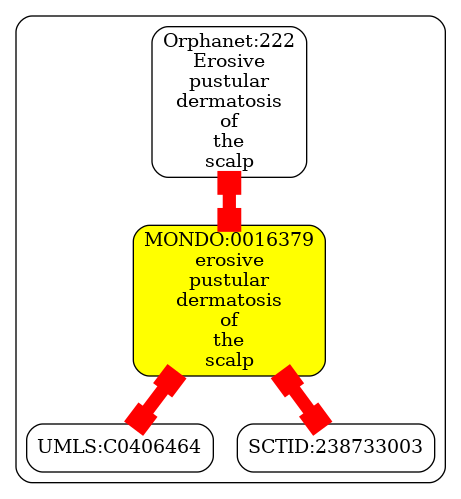 Orphanet:222
Erosive
pustular
dermatosis
of
the
scalp
MONDO:0016379
erosive
pustular
dermatosis
of
the
scalp
UMLS:C0406464
SCTID:238733003